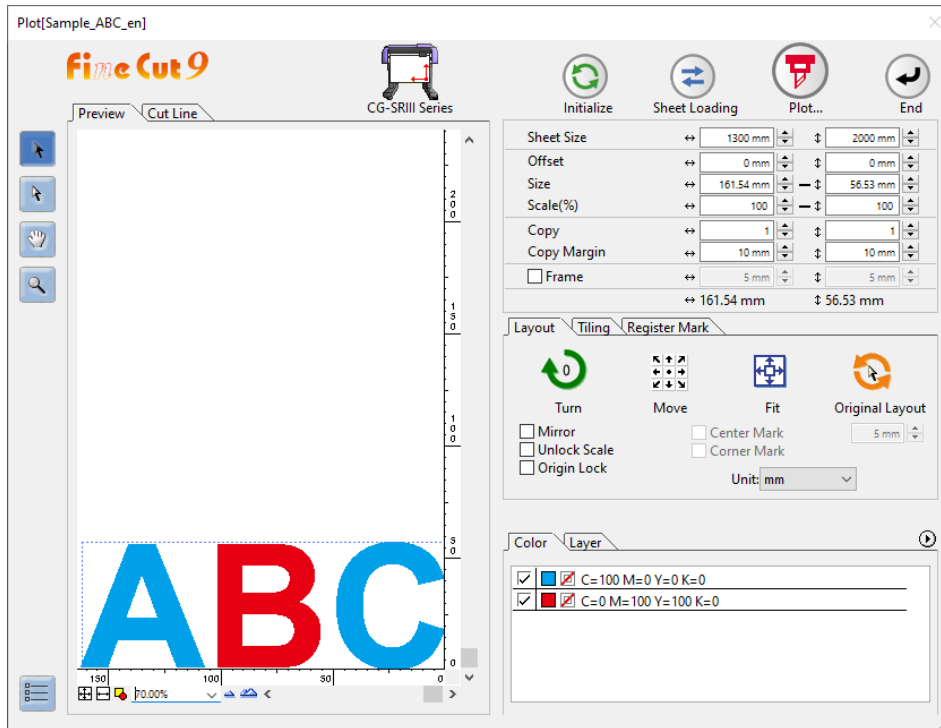 Plot[Sample_ABC_en]
Fine Cut 9
CG-SRIII Series
Initialize
Sheet Loading
Plot...
End
Preview
Cut Line
Sheet Size 1300 mm 2000 mm
Offset 0 mm 0 mm
Size 161.54 mm 56.53 mm
Scale(%) 100 100
Copy 1 1
Copy Margin 10 mm 10 mm
Frame 5 mm 5 mm
161.54 mm 56.53 mm
200
150
100
50
0
ABC
150 100 50 0
70.00%
Layout Tiling Register Mark
0
Turn Move Fit Original Layout
Mirror Center Mark 5 mm
Unlock Scale Corner Mark
Origin Lock
Unit: mm
Color Layer
C=100 M=0 Y=0 K=0
C=0 M=100 Y=100 K=0